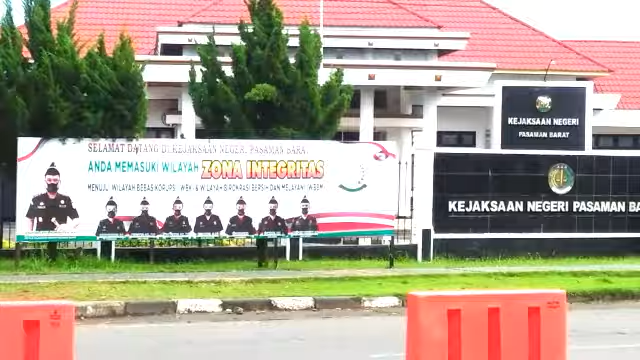 SELAMAT DATANG DI KEJAKSAAN NEGERI PASAMAN BARAT
ANDA MEMASUKI WILAYAH ZONA INTEGRITAS
MENUJU WILAYAH BEBAS KORUPSI WBK & WILAYAH BIROKRASI BERSIH DAN MELAYANI WBBM
KEJAKSAAN NEGERI
PASAMAN BARAT
KEJAKSAAN NEGERI PASAMAN BA